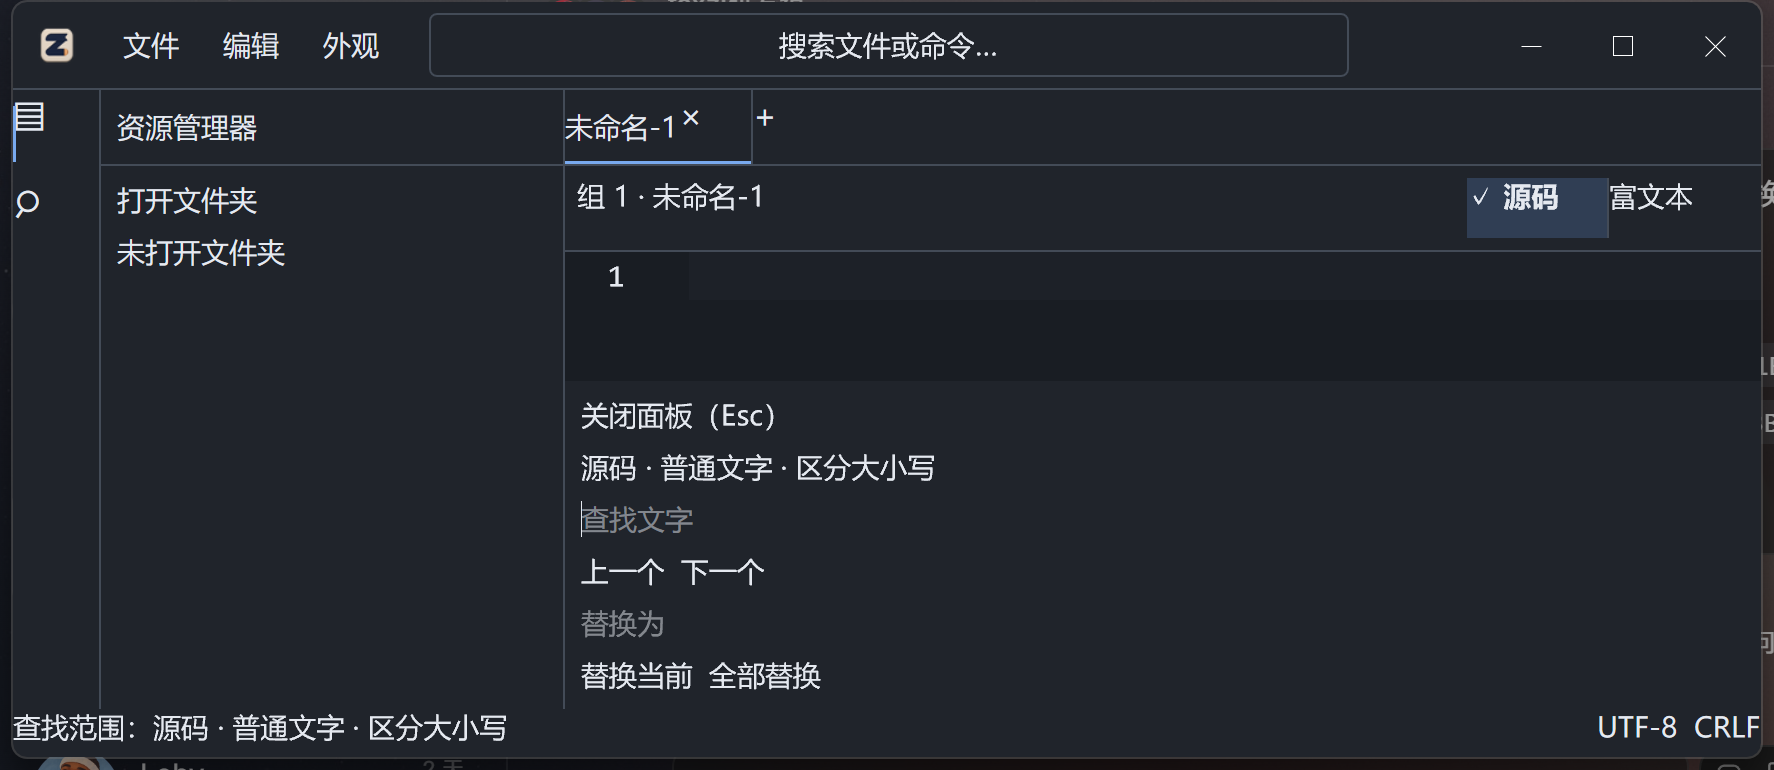 Z 文件 编辑 外观 搜索文件或命令...
资源管理器 未命名-1 × +
打开文件夹
未打开文件夹
组 1 · 未命名-1 ✓ 源码 富文本
1
关闭面板（Esc）
源码 · 普通文字 · 区分大小写
查找文字
上一个 下一个
替换为
替换当前 全部替换
查找范围：源码 · 普通文字 · 区分大小写 UTF-8 CRLF